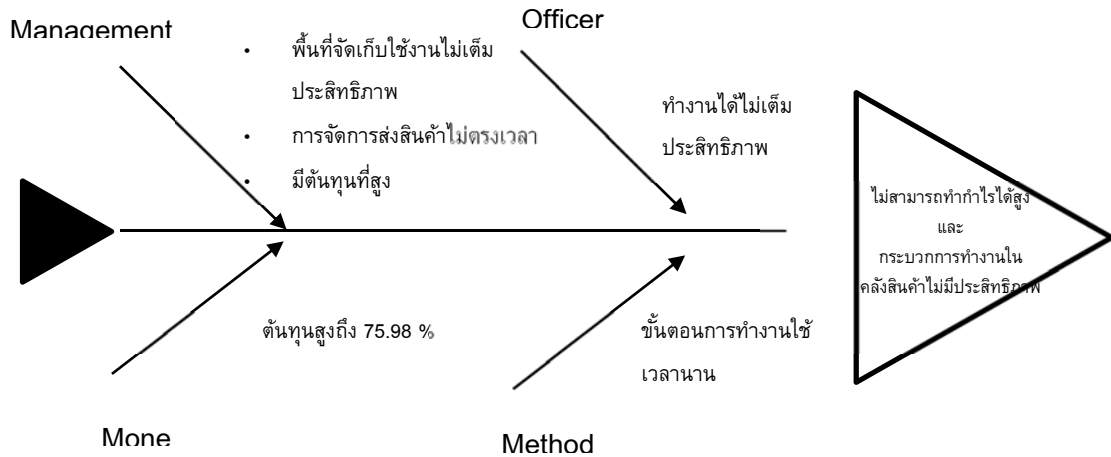 Management
Officer
• พื้นที่จัดเก็บใช้งานไม่เต็ม
ประสิทธิภาพ
• การจัดการส่งสินค้าไม่ตรงเวลา
• มีต้นทุนที่สูง
ทำงานได้ไม่เต็ม
ประสิทธิภาพ
ไม่สามารถทำกำไรได้สูง
และ
กระบวกการทำงานใน
คลังสินค้าไม่มีประสิทธิภาพ
ต้นทุนสูงถึง 75.98 %
ขั้นตอนการทำงานใช้
เวลานาน
Mone
Method